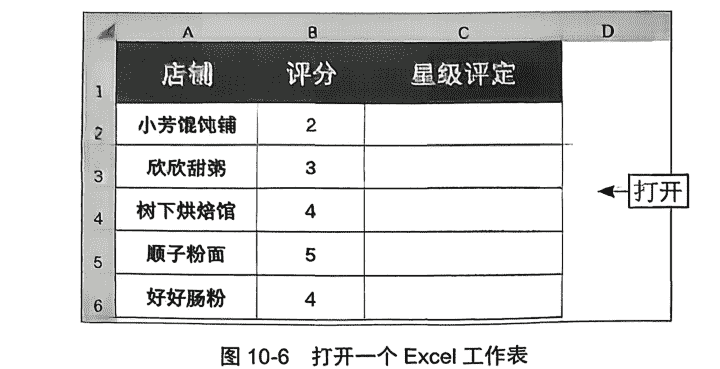 A B C D
1 店铺 评分 星级评定
2 小芳馄饨铺 2
3 欣欣甜粥 3
打开
4 树下烘焙馆 4
5 顺子粉面 5
6 好好肠粉 4
图 10-6 打开一个 Excel 工作表